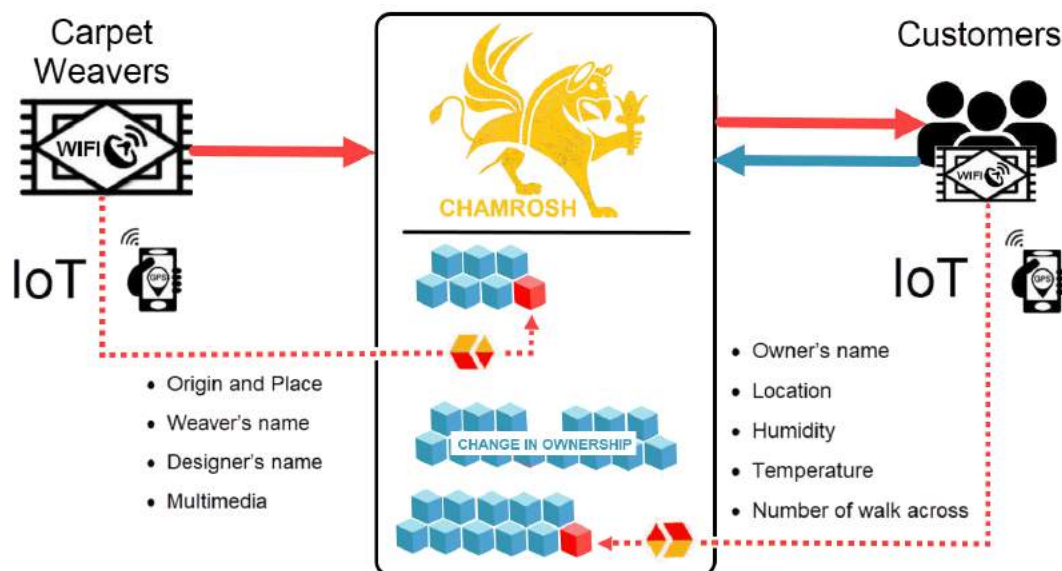 Carpet
Weavers
WIFI
IoT
GPS
• Origin and Place
• Weaver's name
• Designer's name
• Multimedia
CHAMROSH
CHANGE IN OWNERSHIP
Customers
WIFI
IoT
GPS
• Owner's name
• Location
• Humidity
• Temperature
• Number of walk across